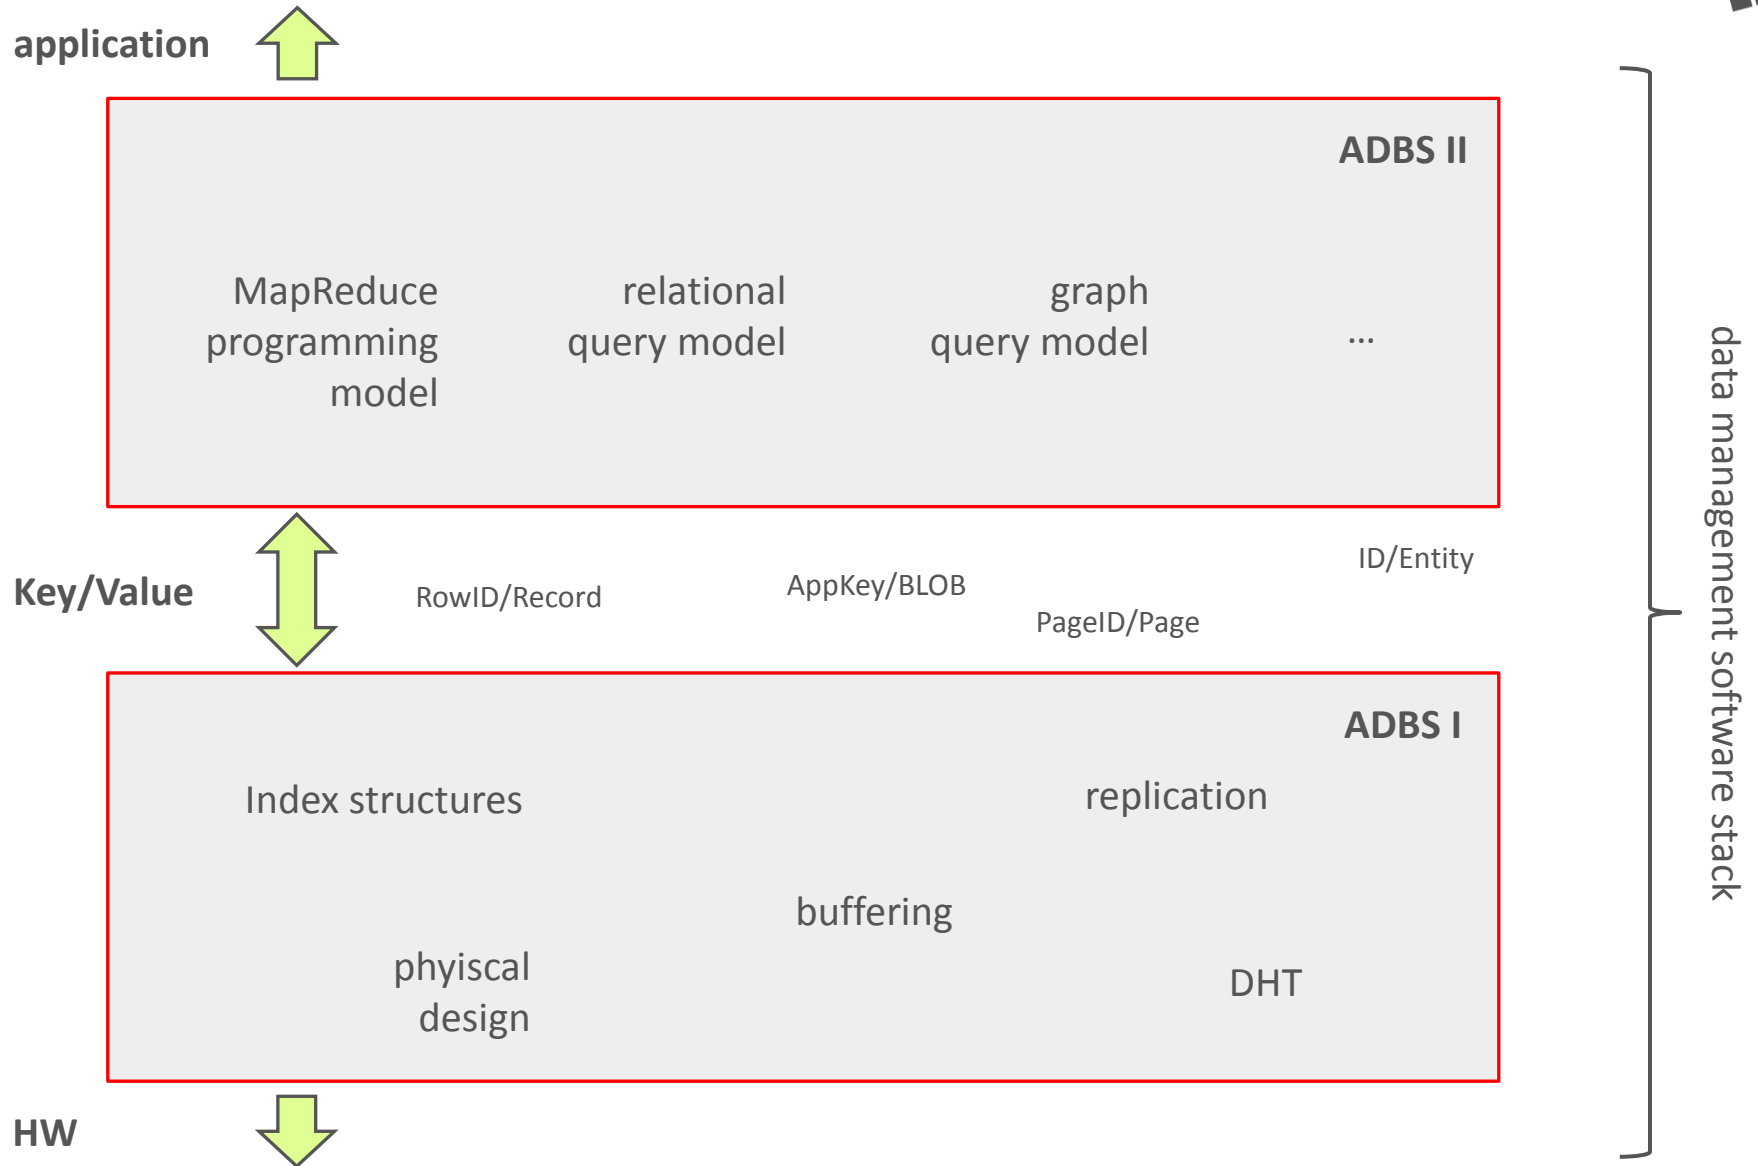 application
ADBS II
MapReduce
programming
model
relational
query model
graph
query model
...
Key/Value
RowID/Record
AppKey/BLOB
PageID/Page
ID/Entity
ADBS I
Index structures
replication
buffering
phyiscal
design
DHT
HW
data management software stack